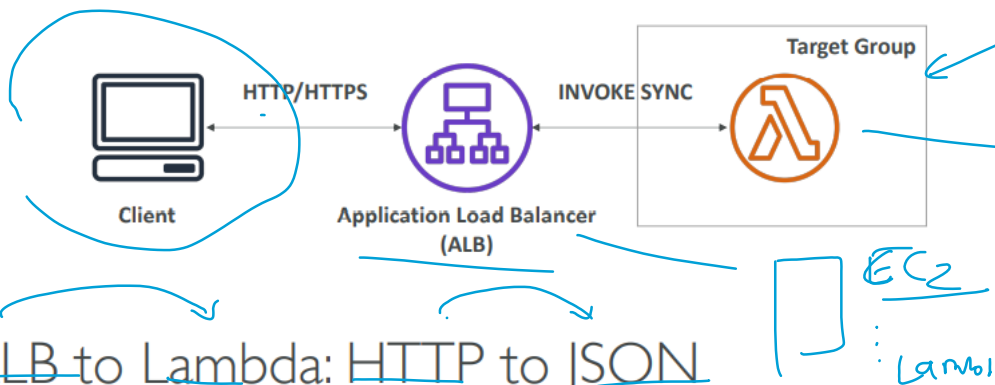 Target Group
HTTP/HTTPS
INVOKE SYNC
Client
Application Load Balancer
(ALB)
EC2
LB to Lambda: HTTP to JSON